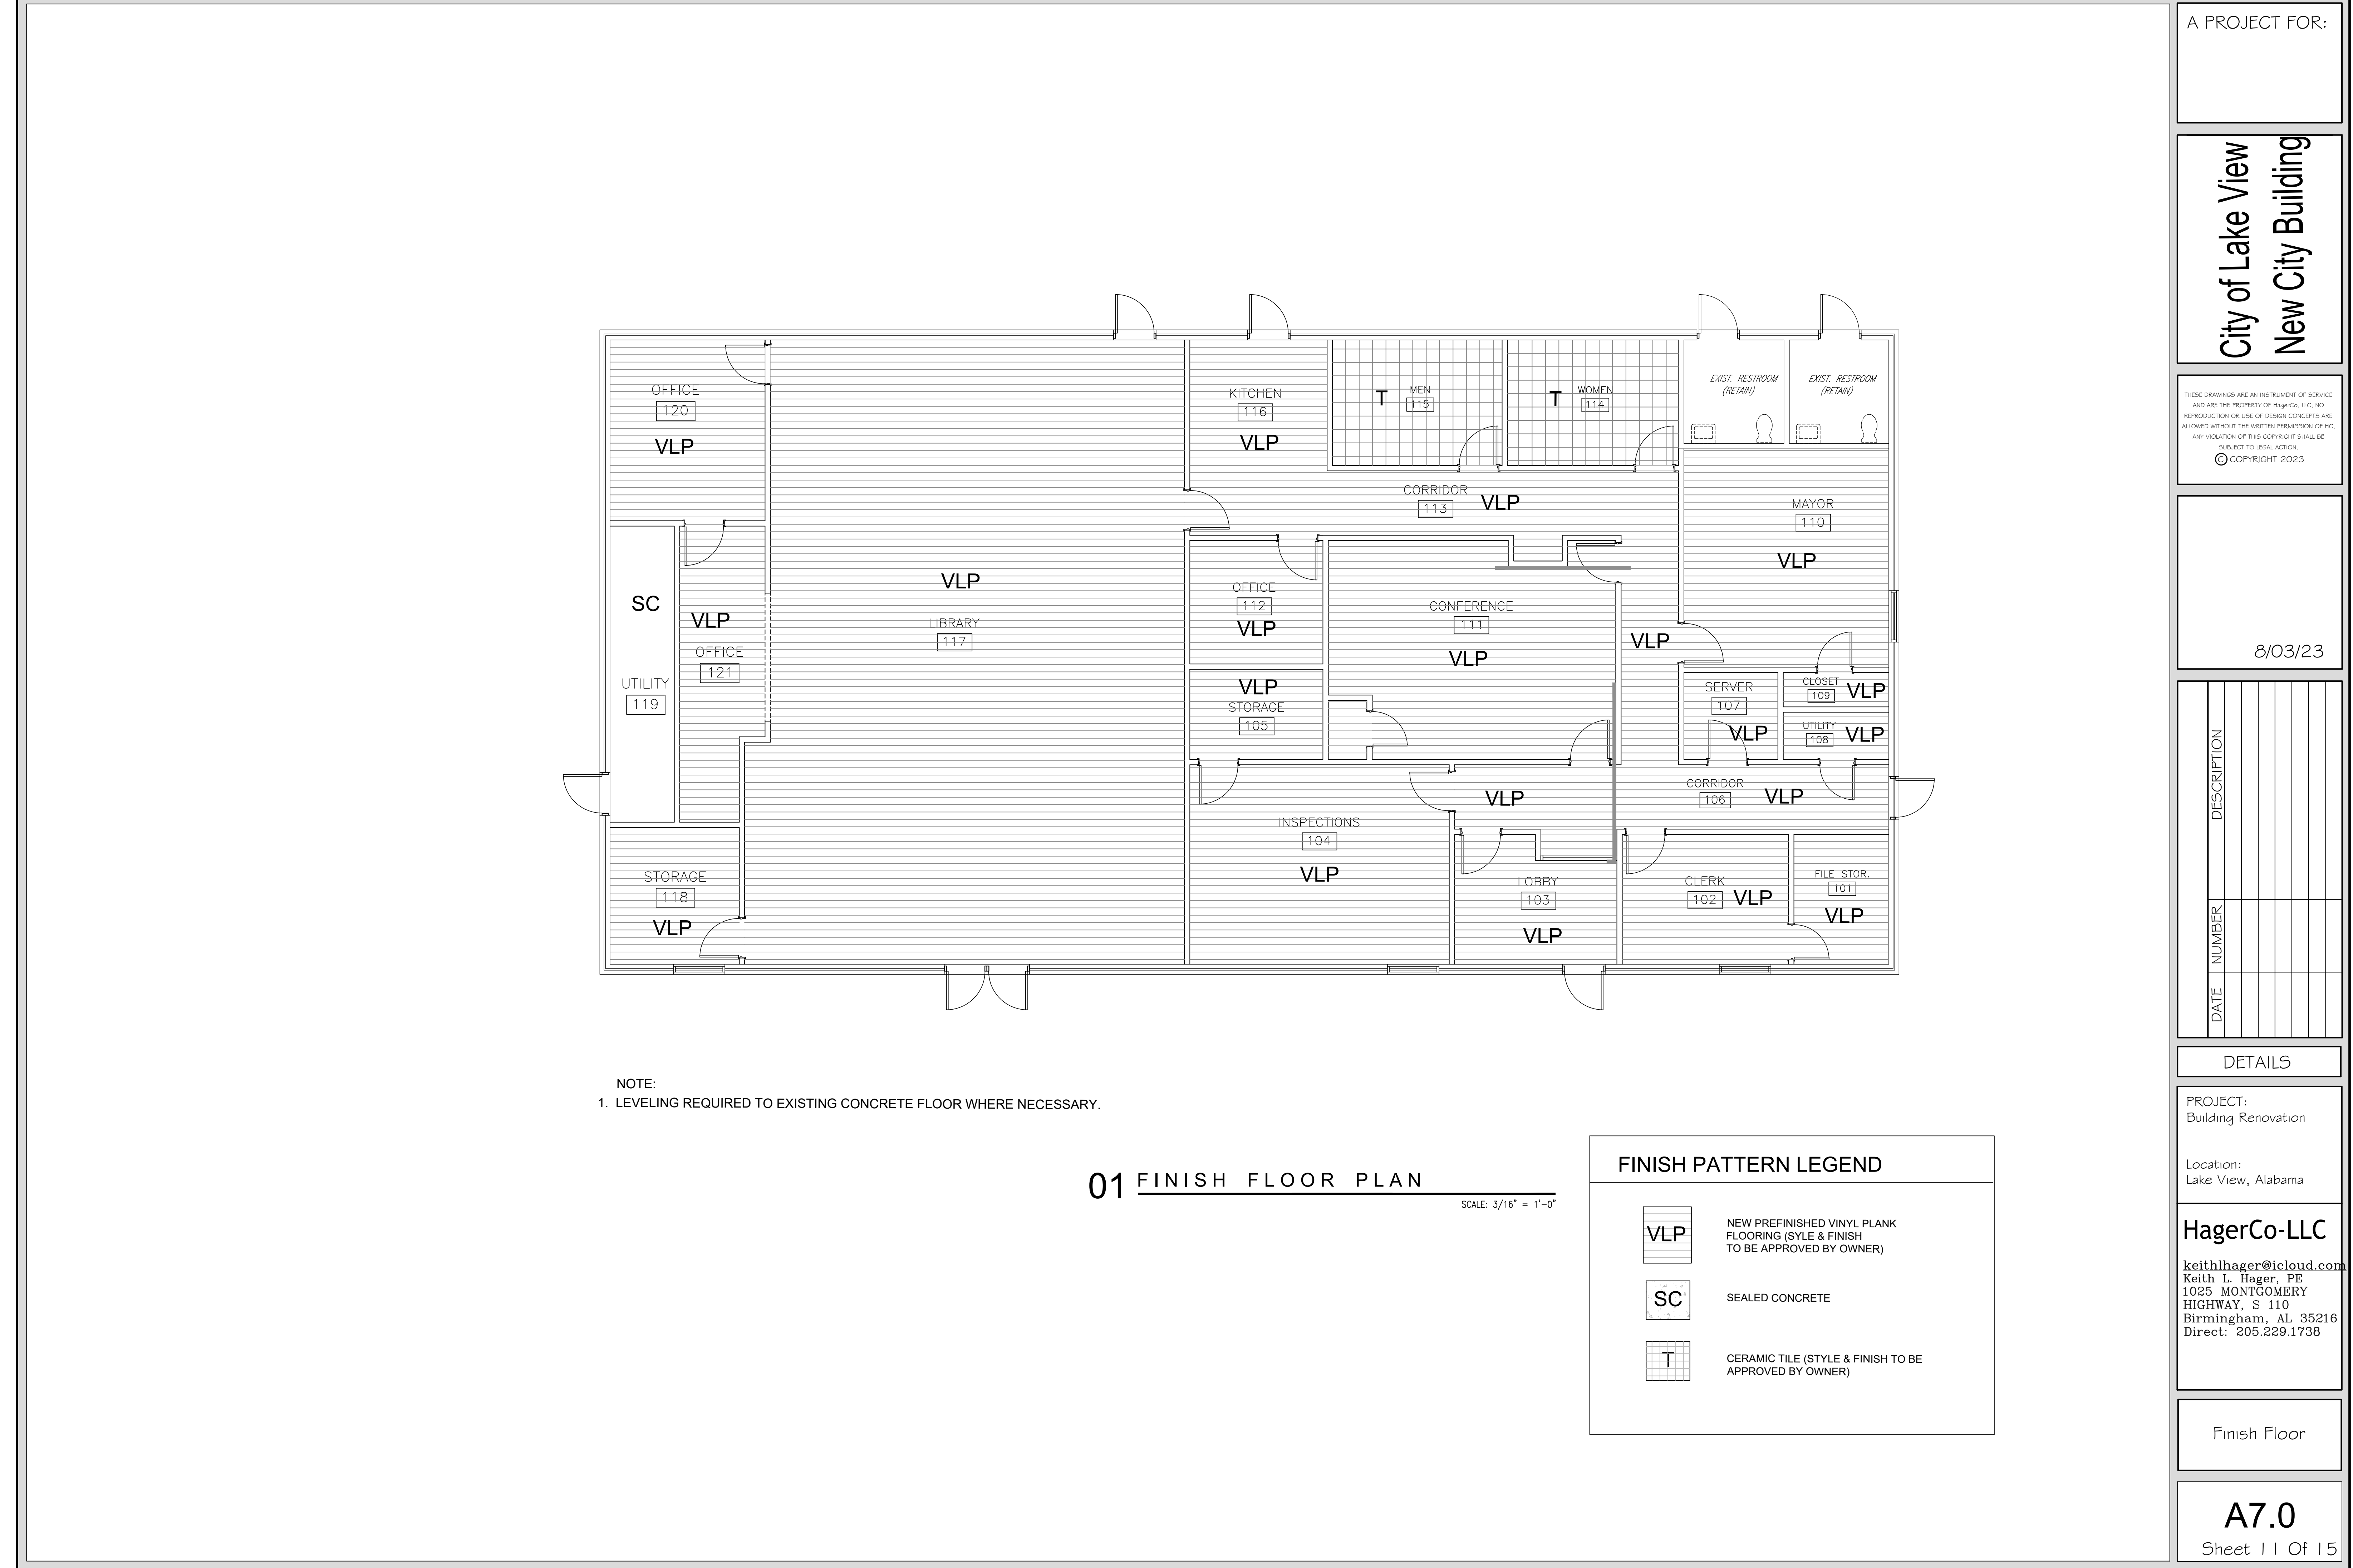 OFFICE
120
VLP
KITCHEN
116
VLP
T
MEN
115
T
WOMEN
114
EXIST. RESTROOM
(RETAIN)
EXIST. RESTROOM
(RETAIN)
CORRIDOR
113
VLP
MAYOR
110
VLP
SC
UTILITY
119
VLP
OFFICE
121
VLP
LIBRARY
117
OFFICE
112
VLP
CONFERENCE
111
VLP
VLP
VLP
STORAGE
105
SERVER
107
VLP
CLOSET
109
VLP
UTILITY
108
VLP
VLP
CORRIDOR
106
VLP
INSPECTIONS
104
VLP
STORAGE
118
VLP
LOBBY
103
VLP
CLERK
102
VLP
FILE STOR.
101
VLP
NOTE:
1. LEVELING REQUIRED TO EXISTING CONCRETE FLOOR WHERE NECESSARY.
01 FINISH FLOOR PLAN
SCALE: 3/16" = 1'-0"
FINISH PATTERN LEGEND
VLP
NEW PREFINISHED VINYL PLANK
FLOORING (SYLE & FINISH
TO BE APPROVED BY OWNER)
SC
SEALED CONCRETE
T
CERAMIC TILE (STYLE & FINISH TO BE
APPROVED BY OWNER)
A PROJECT FOR:
City of Lake View
New City Building
THESE DRAWINGS ARE AN INSTRUMENT OF SERVICE
AND ARE THE PROPERTY OF HagerCo, LLC; NO
REPRODUCTION OR USE OF DESIGN CONCEPTS ARE
ALLOWED WITHOUT THE WRITTEN PERMISSION OF HC,
ANY VIOLATION OF THIS COPYRIGHT SHALL BE
SUBJECT TO LEGAL ACTION.
© COPYRIGHT 2023
8/03/23
DATE NUMBER DESCRIPTION
DETAILS
PROJECT:
Building Renovation
Location:
Lake View, Alabama
HagerCo-LLC
keithlhager@icloud.com
Keith L. Hager, PE
1025 MONTGOMERY
HIGHWAY, S 110
Birmingham, AL 35216
Direct: 205.229.1738
Finish Floor
A7.0
Sheet 11 Of 15